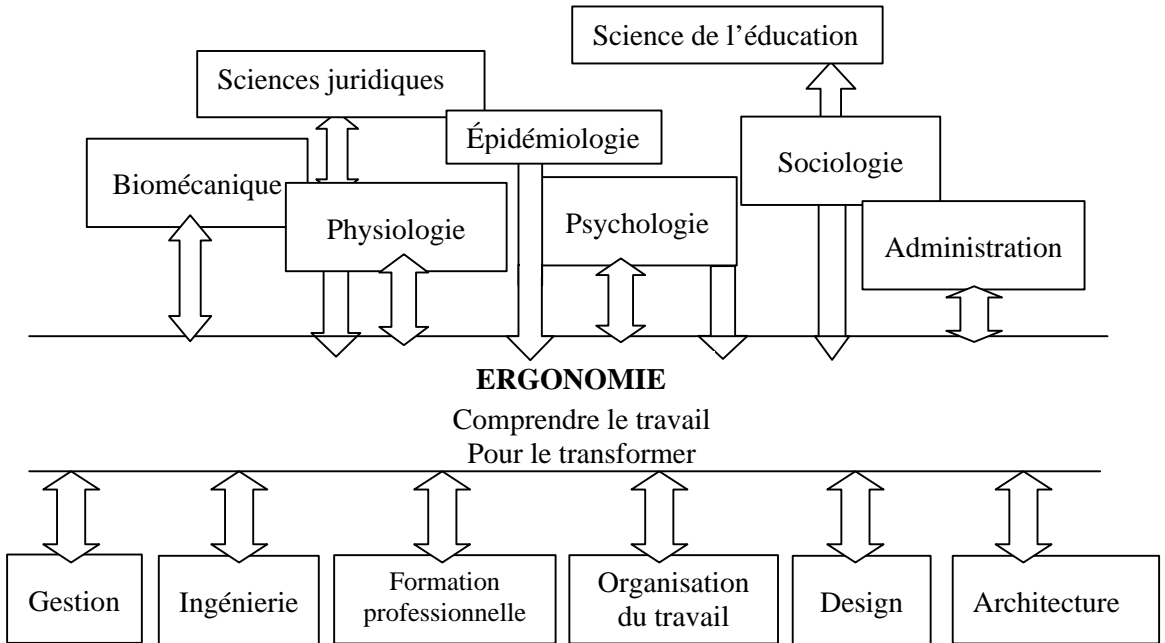 Science de l’éducation
Sciences juridiques
Épidémiologie
Sociologie
Biomécanique
Physiologie
Psychologie
Administration
ERGONOMIE
Comprendre le travail
Pour le transformer
Gestion
Ingénierie
Formation
professionnelle
Organisation
du travail
Design
Architecture